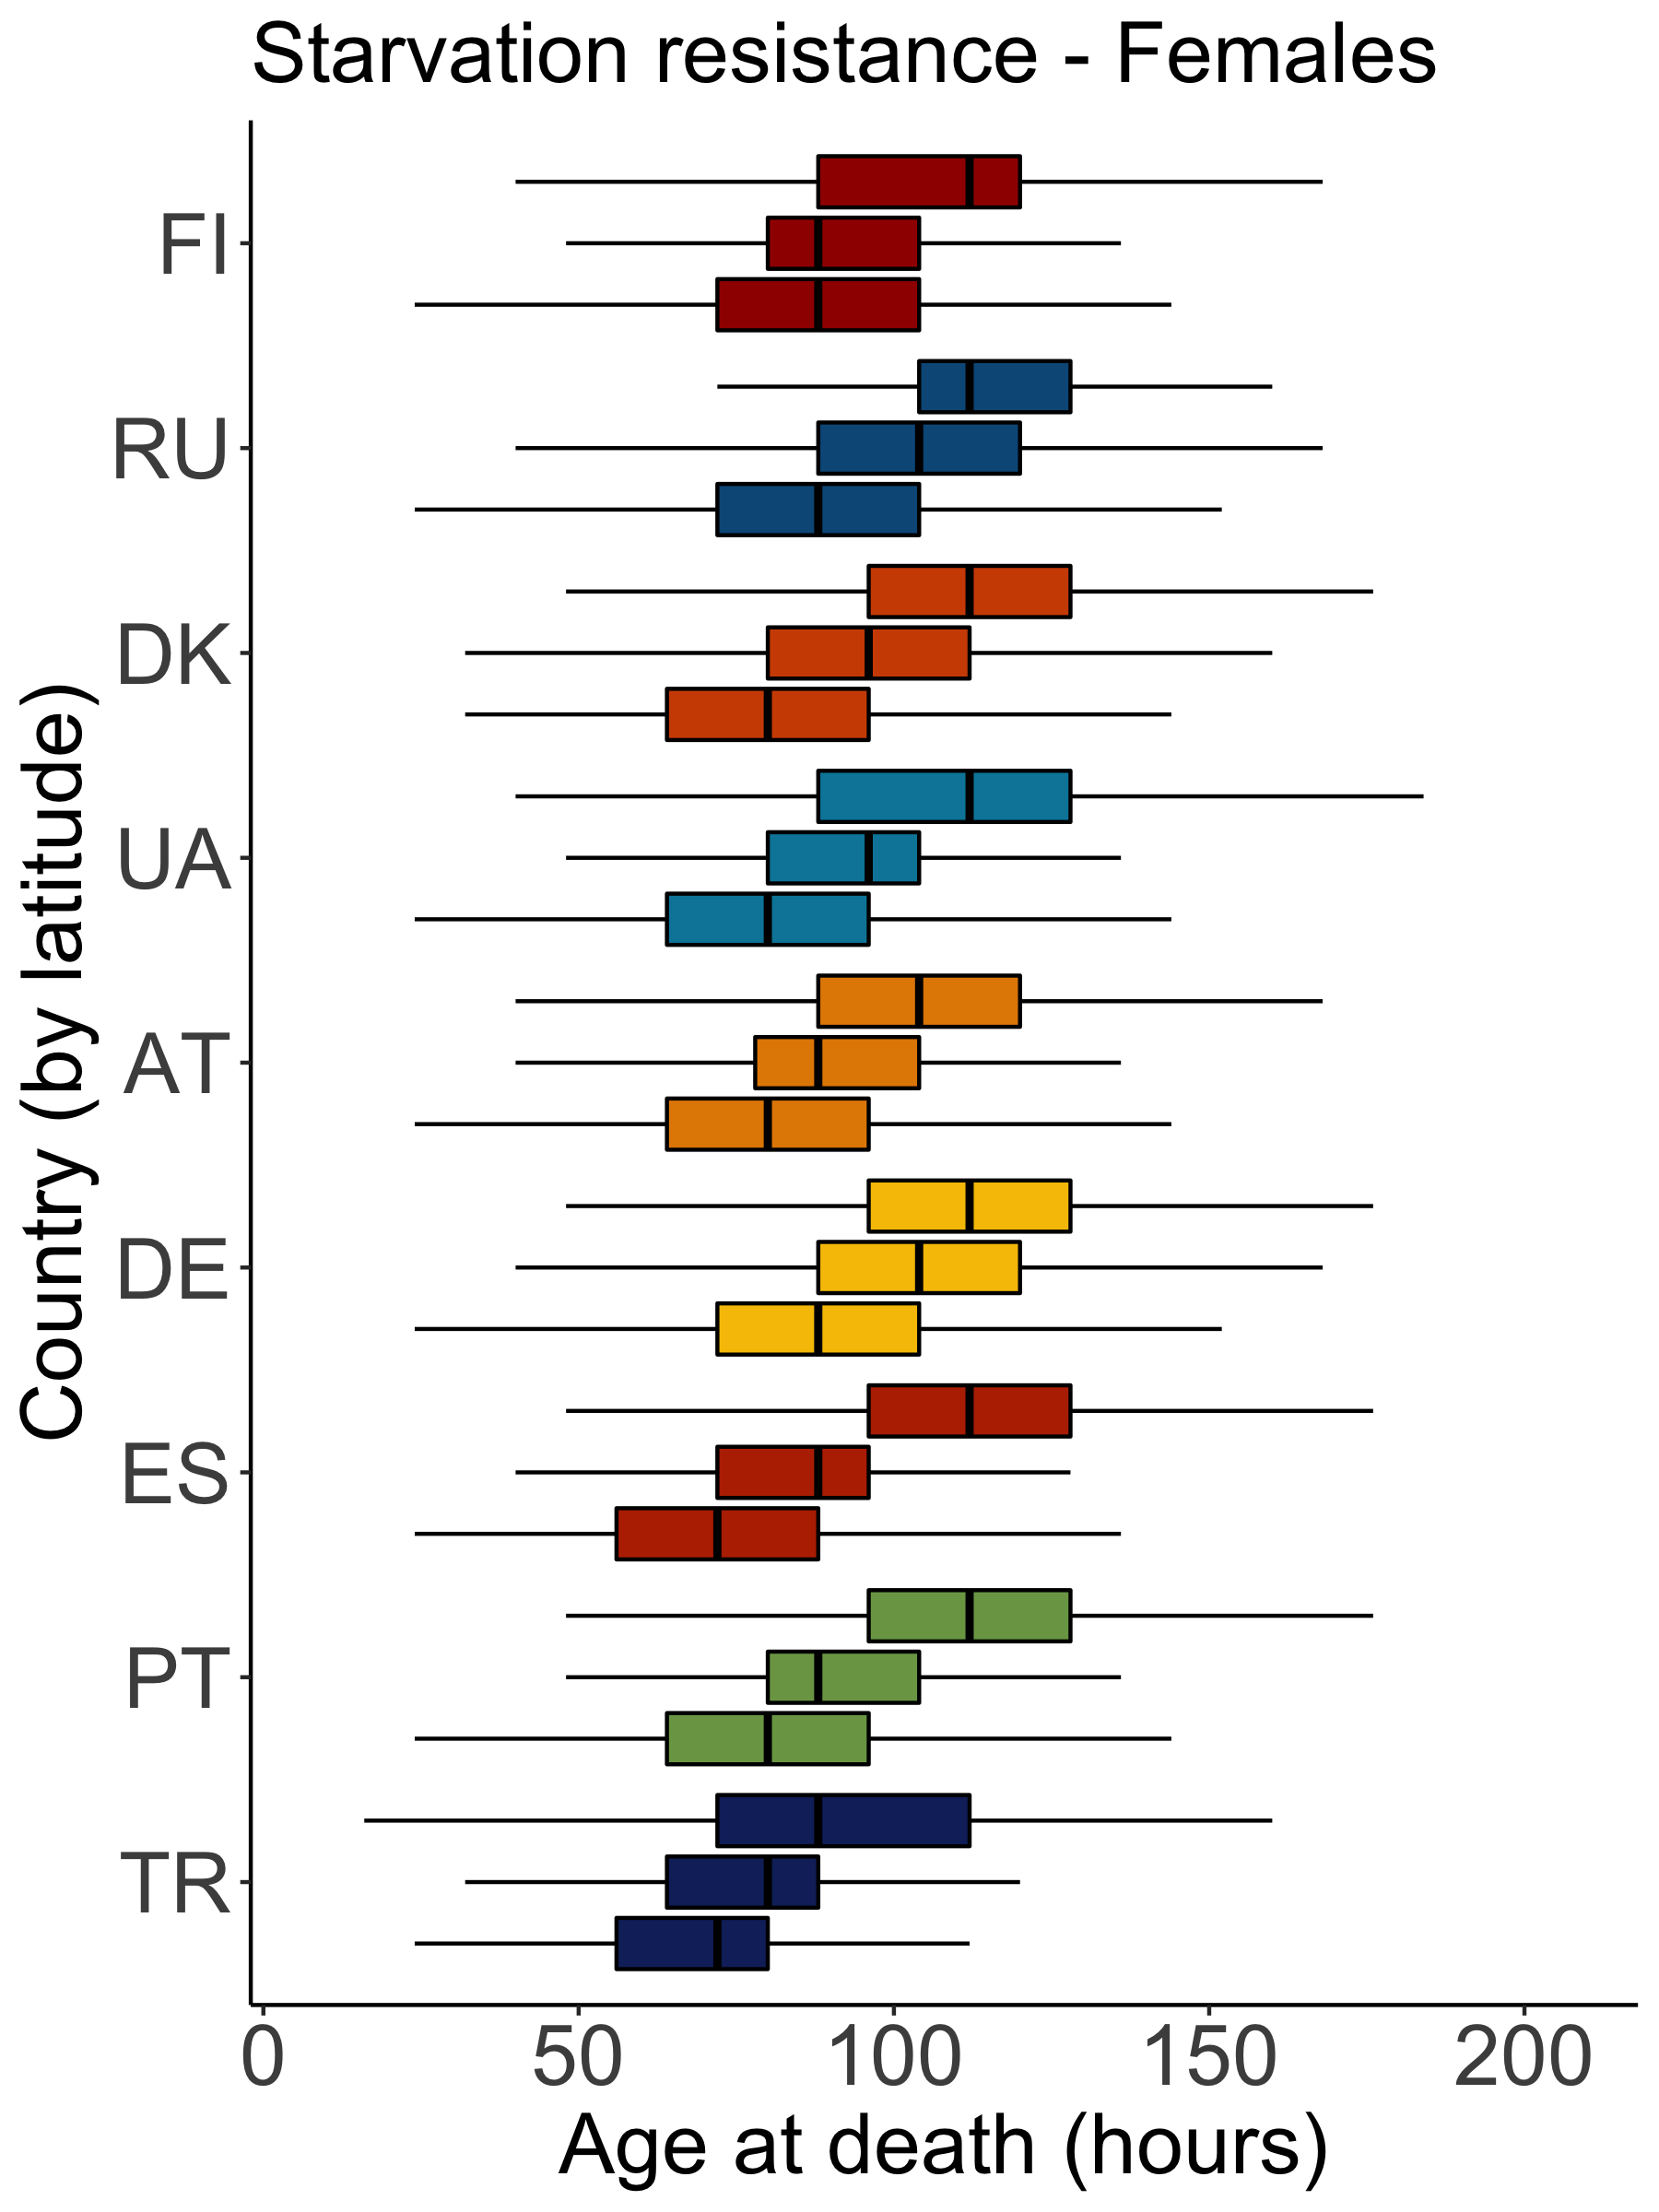 Starvation resistance - Females
Country (by latitude)
FI
RU
DK
UA
AT
DE
ES
PT
TR
0 50 100 150 200
Age at death (hours)